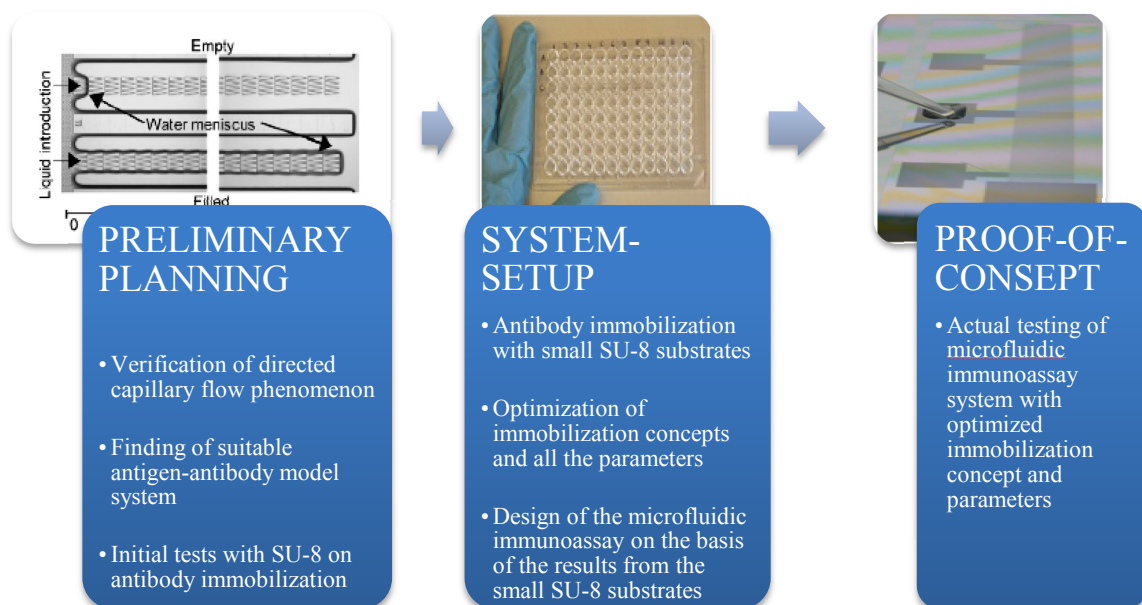 Empty
Liquid introduction
Water meniscus
Filled
0
PRELIMINARY
PLANNING
• Verification of directed
capillary flow phenomenon
• Finding of suitable
antigen-antibody model
system
• Initial tests with SU-8 on
antibody immobilization
SYSTEM-
SETUP
• Antibody immobilization
with small SU-8 substrates
• Optimization of
immobilization concepts
and all the parameters
• Design of the microfluidic
immunoassay on the basis
of the results from the
small SU-8 substrates
PROOF-OF-
CONSEPT
• Actual testing of
microfluidic
immunoassay
system with
optimized
immobilization
concept and
parameters